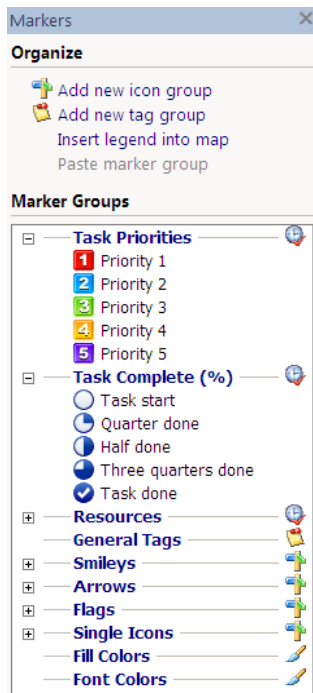 Markers
Organize
Add new icon group
Add new tag group
Insert legend into map
Paste marker group
Marker Groups
Task Priorities
1 Priority 1
2 Priority 2
3 Priority 3
4 Priority 4
5 Priority 5
Task Complete (%)
Task start
Quarter done
Half done
Three quarters done
Task done
Resources
General Tags
Smileys
Arrows
Flags
Single Icons
Fill Colors
Font Colors